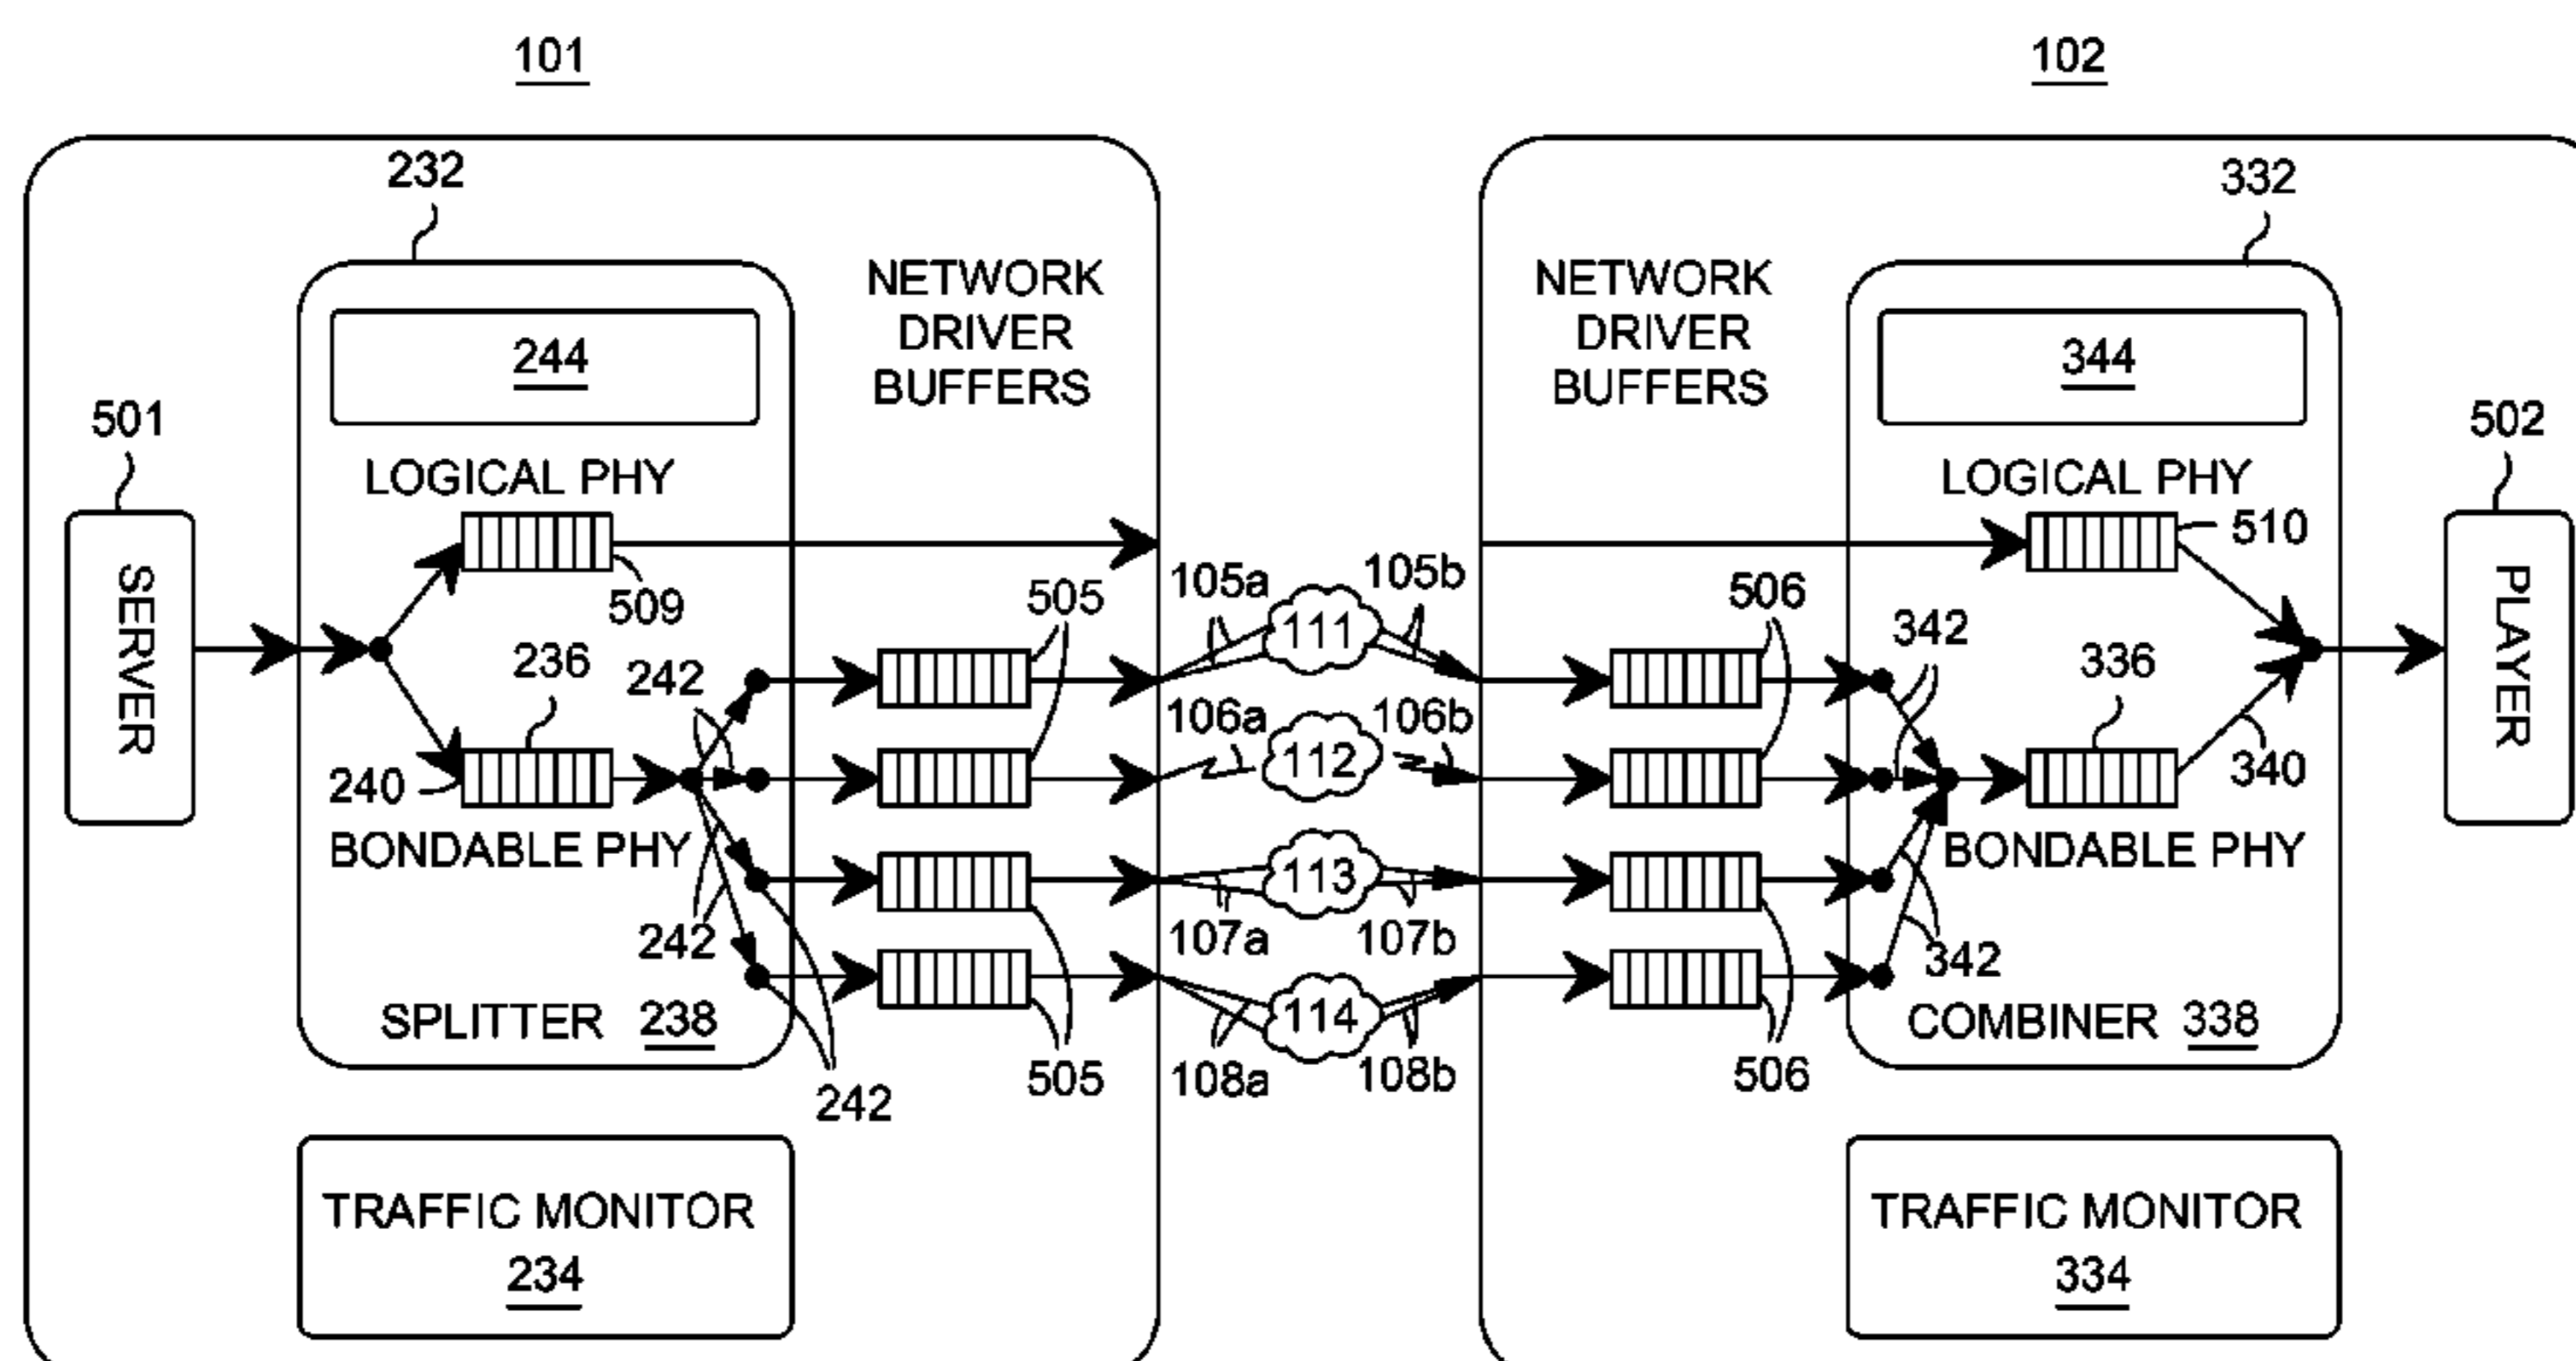 101
102
232
332
NETWORK
DRIVER
BUFFERS
NETWORK
DRIVER
BUFFERS
244
344
501
502
LOGICAL PHY
LOGICAL PHY
SERVER
PLAYER
509
510
505
105a
111
105b
506
342
236
242
336
106a
112
106b
240
340
BONDABLE PHY
BONDABLE PHY
113
242
107a
107b
342
SPLITTER 238
114
COMBINER 338
242
505
108a
108b
506
TRAFFIC MONITOR
234
TRAFFIC MONITOR
334